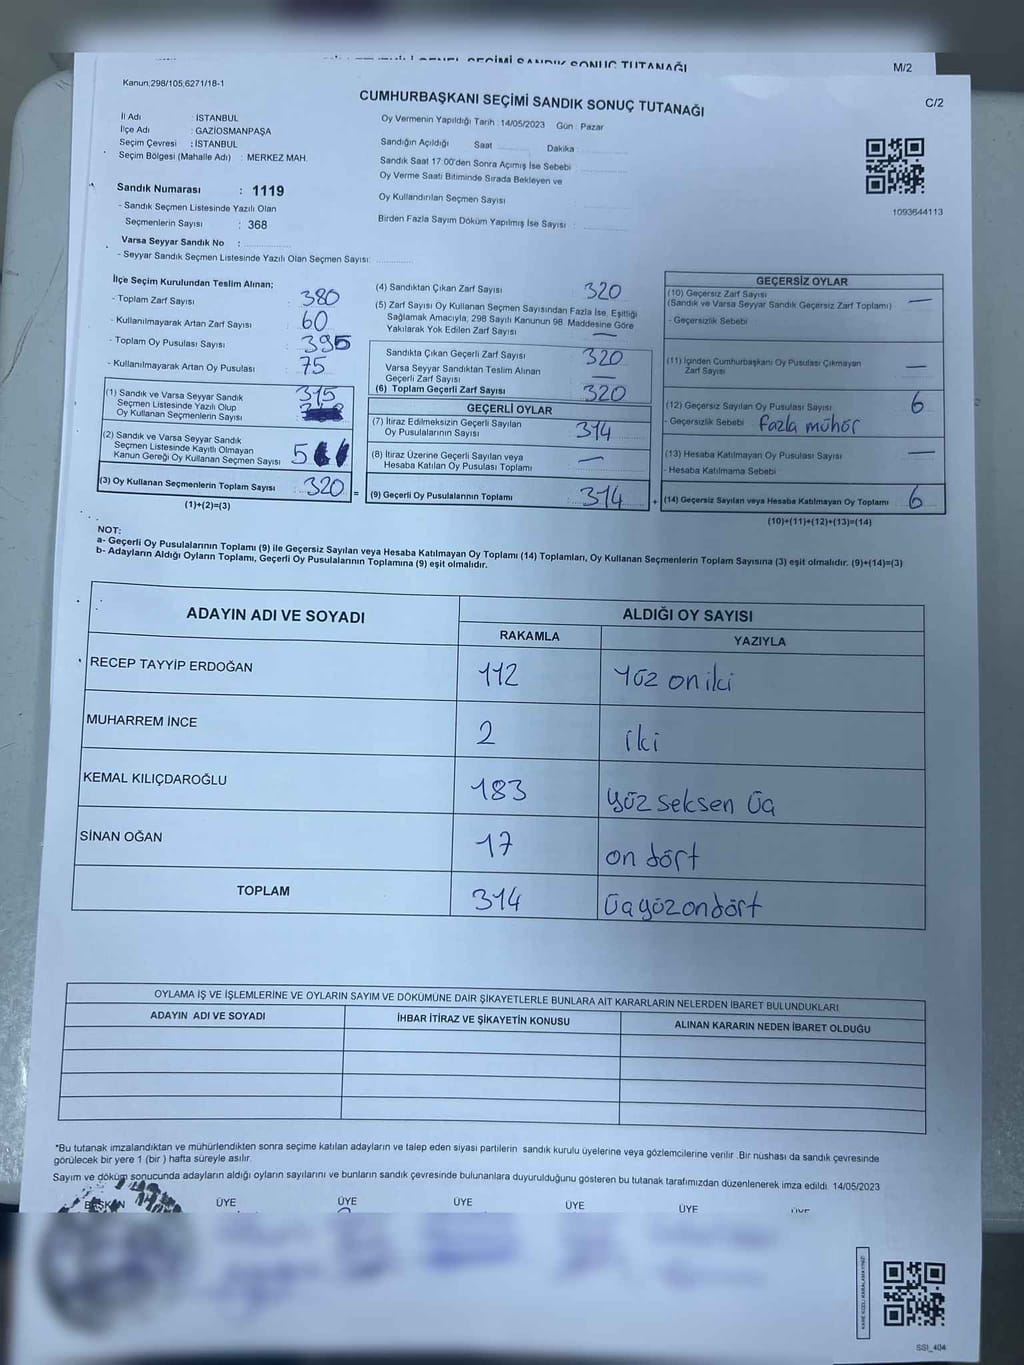 M/2
Kanun:298/105,6271/18-1
CUMHURBAŞKANI SEÇİMİ SANDIK SONUÇ TUTANAĞI
C/2
İl Adı : İSTANBUL
İlçe Adı : GAZİOSMANPAŞA
Seçim Çevresi : İSTANBUL
Seçim Bölgesi (Mahalle Adı) : MERKEZ MAH.
Oy Vermenin Yapıldığı Tarih : 14/05/2023 Gün : Pazar
Sandığın Açıldığı Saat Dakika
Sandık Saat 17:00'den Sonra Açımış İse Sebebi
Oy Verme Saati Bitiminde Sırada Bekleyen ve
Oy Kullandırılan Seçmen Sayısı
Birden Fazla Sayım Döküm Yapılmış İse Sayısı :
1093644113
Sandık Numarası : 1119
- Sandık Seçmen Listesinde Yazılı Olan
Seçmenlerin Sayısı : 368
Varsa Seyyar Sandık No :
- Seyyar Sandık Seçmen Listesinde Yazılı Olan Seçmen Sayısı:
İlçe Seçim Kurulundan Teslim Alınan;
- Toplam Zarf Sayısı : 380
- Kullanılmayarak Artan Zarf Sayısı : 60
- Toplam Oy Pusulası Sayısı : 395
- Kullanılmayarak Artan Oy Pusulası : 75
(1) Sandık ve Varsa Seyyar Sandık
Seçmen Listesinde Yazılı Olup
Oy Kullanan Seçmenlerin Sayısı 315
(2) Sandık ve Varsa Seyyar Sandık
Seçmen Listesinde Kayıtlı Olmayan
Kanun Gereği Oy Kullanan Seçmen Sayısı 5
(3) Oy Kullanan Seçmenlerin Toplam Sayısı : 320 =
(1)+(2)=(3)
(4) Sandıktan Çıkan Zarf Sayısı 320
(5) Zarf Sayısı Oy Kullanan Seçmen Sayısından Fazla İse, Eşitliği
Sağlamak Amacıyla, 298 Sayılı Kanunun 98. Maddesine Göre
Yakılarak Yok Edilen Zarf Sayısı —
Sandıkta Çıkan Geçerli Zarf Sayısı 320
Varsa Seyyar Sandıktan Teslim Alınan
Geçerli Zarf Sayısı —
(6) Toplam Geçerli Zarf Sayısı 320
GEÇERLİ OYLAR
(7) İtiraz Edilmeksizin Geçerli Sayılan
Oy Pusulalarının Sayısı 314
(8) İtiraz Üzerine Geçerli Sayılan veya
Hesaba Katılan Oy Pusulası Toplamı —
(9) Geçerli Oy Pusulalarının Toplamı : 314 +
GEÇERSİZ OYLAR
(10) Geçersiz Zarf Sayısı
(Sandık ve Varsa Seyyar Sandık Geçersiz Zarf Toplamı) —
- Geçersizlik Sebebi
(11) İçinden Cumhurbaşkanı Oy Pusulası Çıkmayan
Zarf Sayısı —
(12) Geçersiz Sayılan Oy Pusulası Sayısı 6
- Geçersizlik Sebebi fazla mühür
(13) Hesaba Katılmayan Oy Pusulası Sayısı —
- Hesaba Katılmama Sebebi
(14) Geçersiz Sayılan veya Hesaba Katılmayan Oy Toplamı 6
(10)+(11)+(12)+(13)=(14)
NOT:
a- Geçerli Oy Pusulalarının Toplamı (9) ile Geçersiz Sayılan veya Hesaba Katılmayan Oy Toplamı (14) Toplamları, Oy Kullanan Seçmenlerin Toplam Sayısına (3) eşit olmalıdır. (9)+(14)=(3)
b- Adayların Aldığı Oyların Toplamı, Geçerli Oy Pusulalarının Toplamına (9) eşit olmalıdır.
ADAYIN ADI VE SOYADI ALDIĞI OY SAYISI
RAKAMLA YAZIYLA
RECEP TAYYİP ERDOĞAN 112 Yüz on iki
MUHARREM İNCE 2 iki
KEMAL KILIÇDAROĞLU 183 yüz seksen üç
SİNAN OĞAN 17 on dört
TOPLAM 314 üçyüzondört
OYLAMA İŞ VE İŞLEMLERİNE VE OYLARIN SAYIM VE DÖKÜMÜNE DAİR ŞİKAYETLERLE BUNLARA AİT KARARLARIN NELERDEN İBARET BULUNDUKLARI
ADAYIN ADI VE SOYADI İHBAR İTİRAZ VE ŞİKAYETİN KONUSU ALINAN KARARIN NEDEN İBARET OLDUĞU
*Bu tutanak imzalandıktan ve mühürlendikten sonra seçime katılan adayların ve talep eden siyasi partilerin sandık kurulu üyelerine veya gözlemcilerine verilir .Bir nüshası da sandık çevresinde
görülecek bir yere 1 (bir ) hafta süreyle asılır.
Sayım ve döküm sonucunda adayların aldığı oyların sayılarını ve bunların sandık çevresinde bulunanlara duyurulduğunu gösteren bu tutanak tarafımızdan düzenlenerek imza edildi. 14/05/2023
BAŞKAN ÜYE ÜYE ÜYE ÜYE ÜYE ÜYE
SSI_404